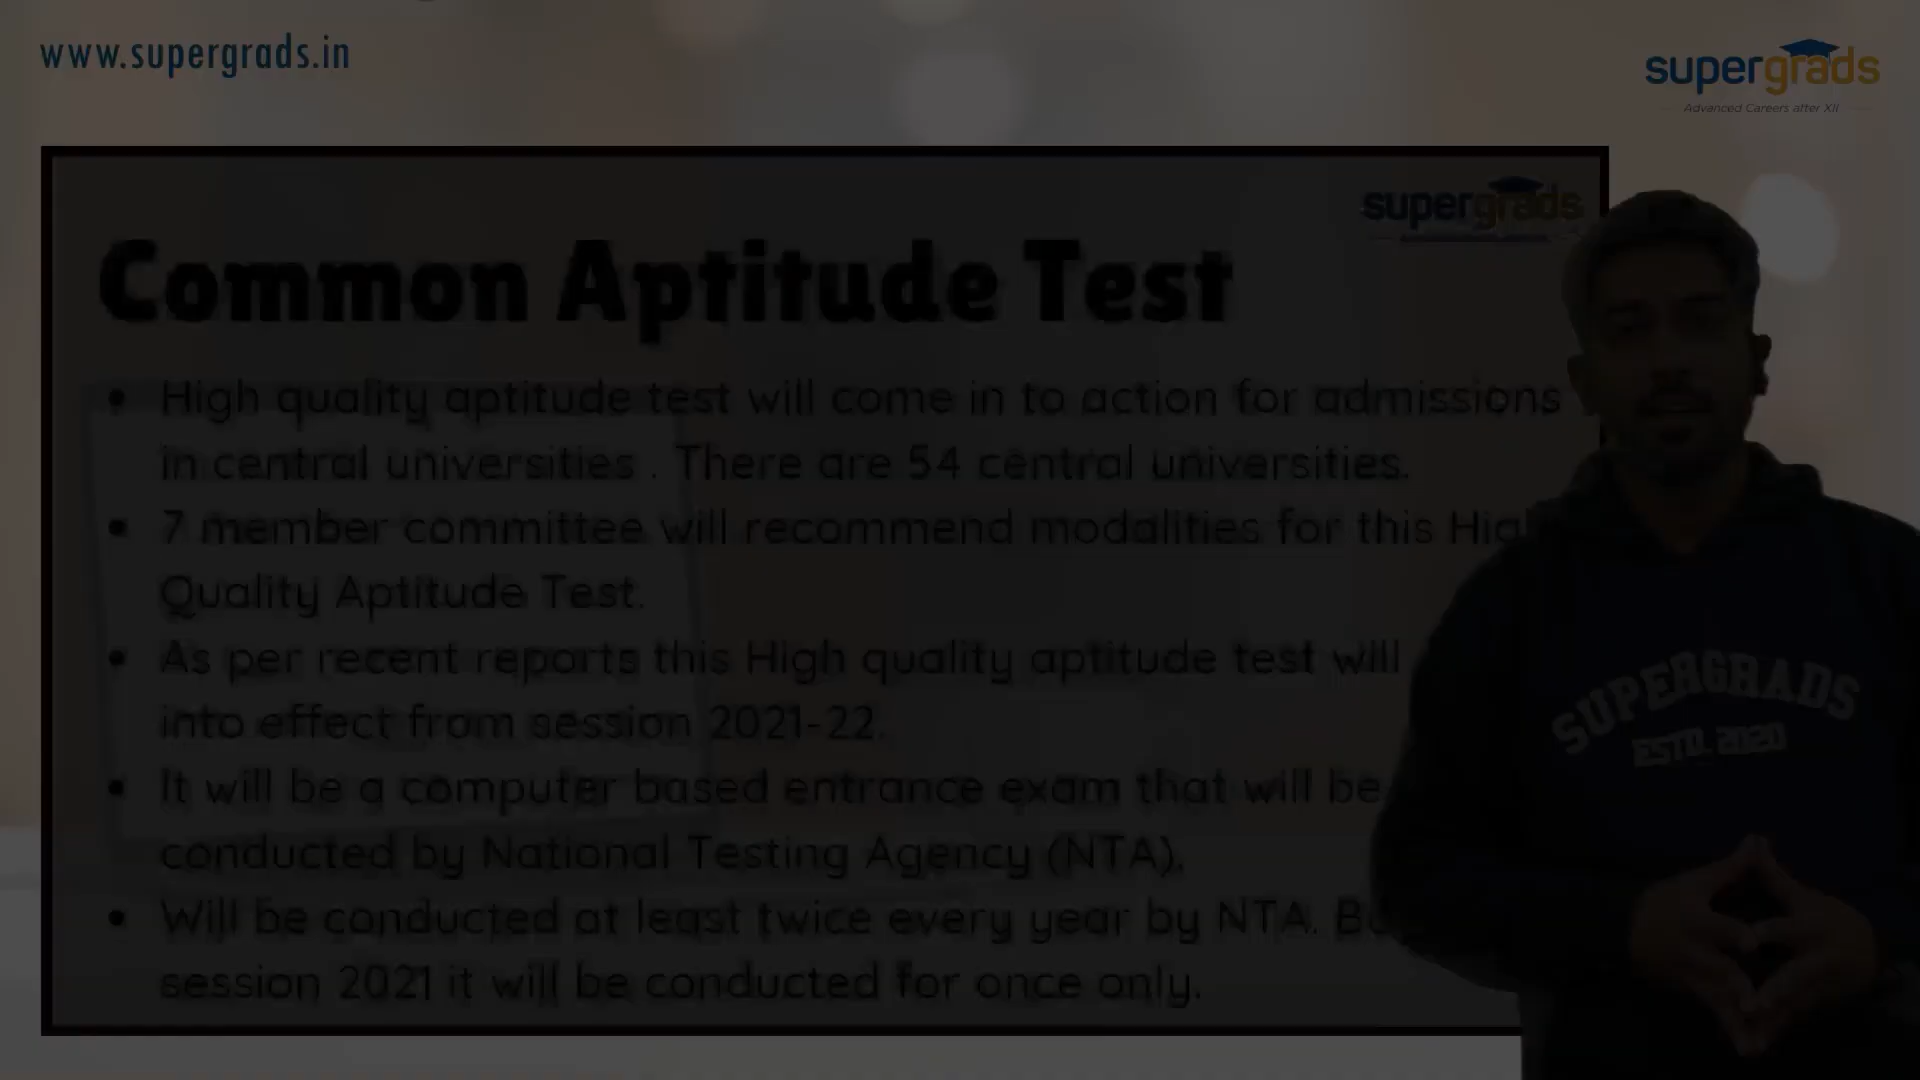 www.supergrads.in
supergrads
Advanced Careers after XII
supergrads
Common Aptitude Test
• High quality aptitude test will come in to action for admissions
in central universities . There are 54 central universities.
• 7 member committee will recommend modalities for this
Quality Aptitude Test.
• As per recent reports this High quality aptitude test will
into effect from session 2021-22.
• It will be a computer based entrance exam that will be
conducted by National Testing Agency (NTA).
• Will be conducted at least twice every year by NTA.
session 2021 it will be conducted for once only.
SUPERGRADS
ESTD. 2020